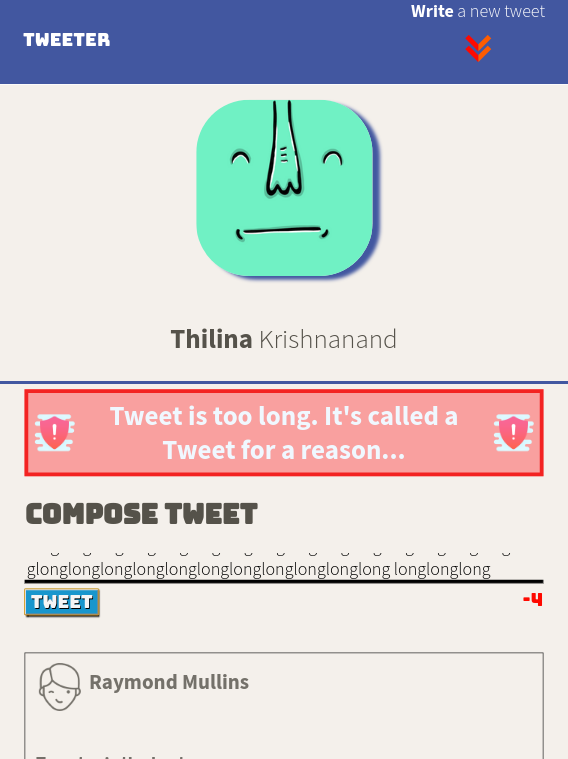 Write a new tweet
TWEETER
Thilina Krishnanand
Tweet is too long. It's called a
Tweet for a reason...
COMPOSE TWEET
glonglonglonglonglonglonglonglonglonglonglong longlonglong
TWEET
-4
Raymond Mullins